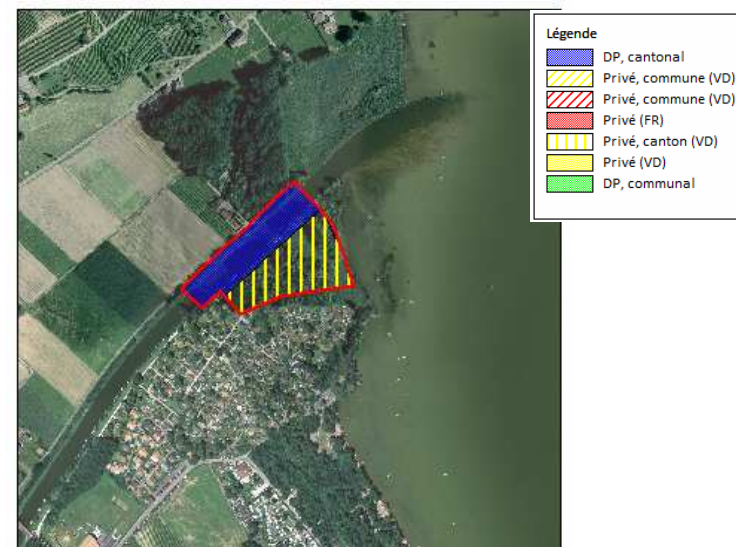 Légende
DP, cantonal
Privé, commune (VD)
Privé, commune (VD)
Privé (FR)
Privé, canton (VD)
Privé (VD)
DP, communal